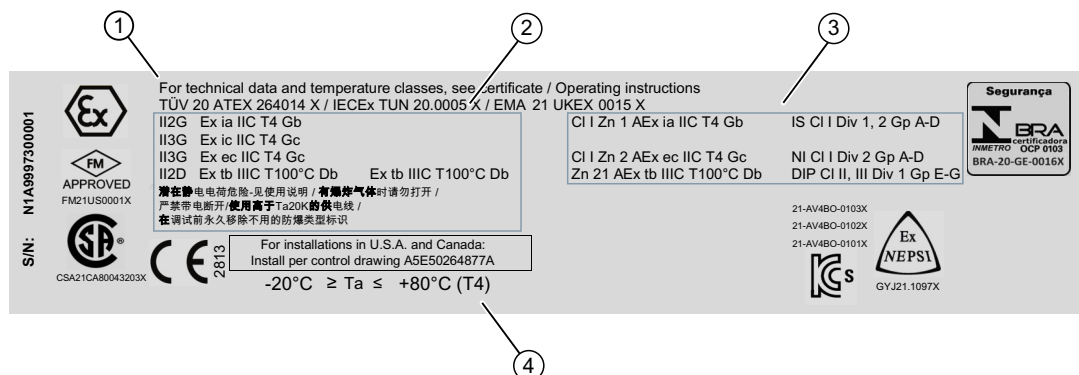 1
2
3
4
S/N: N1A9997300001
Ex
FM
APPROVED
FM21US0001X
SA
®
CSA21CA80043203X
For technical data and temperature classes, see certificate / Operating instructions
TÜV 20 ATEX 264014 X / IECEx TUN 20.0005 X / EMA 21 UKEX 0015 X
II2G Ex ia IIC T4 Gb
II3G Ex ic IIC T4 Gc
II3G Ex ec IIC T4 Gc
II2D Ex tb IIIC T100°C Db Ex tb IIIC T100°C Db
潜在静电电荷危险-见使用说明 / 有爆炸气体时请勿打开 /
严禁带电断开/使用高于Ta20K的供电线 /
在调试前永久移除不用的防爆类型标识
CE
2813
For installations in U.S.A. and Canada:
Install per control drawing A5E50264877A
-20°C ≥ Ta ≤ +80°C (T4)
Cl I Zn 1 AEx ia IIC T4 Gb IS Cl I Div 1, 2 Gp A-D
Cl I Zn 2 AEx ec IIC T4 Gc NI Cl I Div 2 Gp A-D
Zn 21 AEx tb IIIC T100°C Db DIP Cl II, III Div 1 Gp E-G
21-AV4BO-0103X
21-AV4BO-0102X
21-AV4BO-0101X
KCs
Ex
NEPSI
GYJ21.1097X
Segurança
BRA
certificadora
INMETRO OCP 0103
BRA-20-GE-0016X